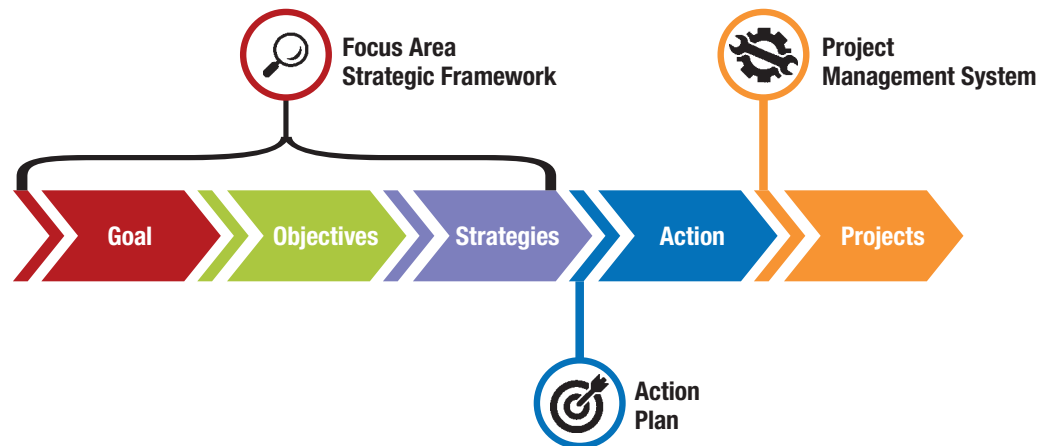 Focus Area
Strategic Framework
Project
Management System
Goal
Objectives
Strategies
Action
Projects
Action
Plan